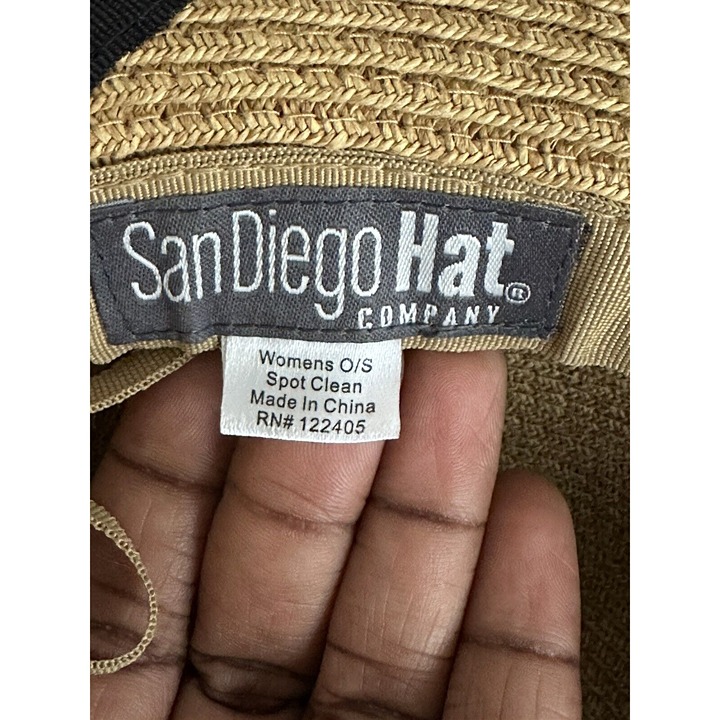 San Diego Hat®
COMPANY
Womens O/S
Spot Clean
Made In China
RN# 122405